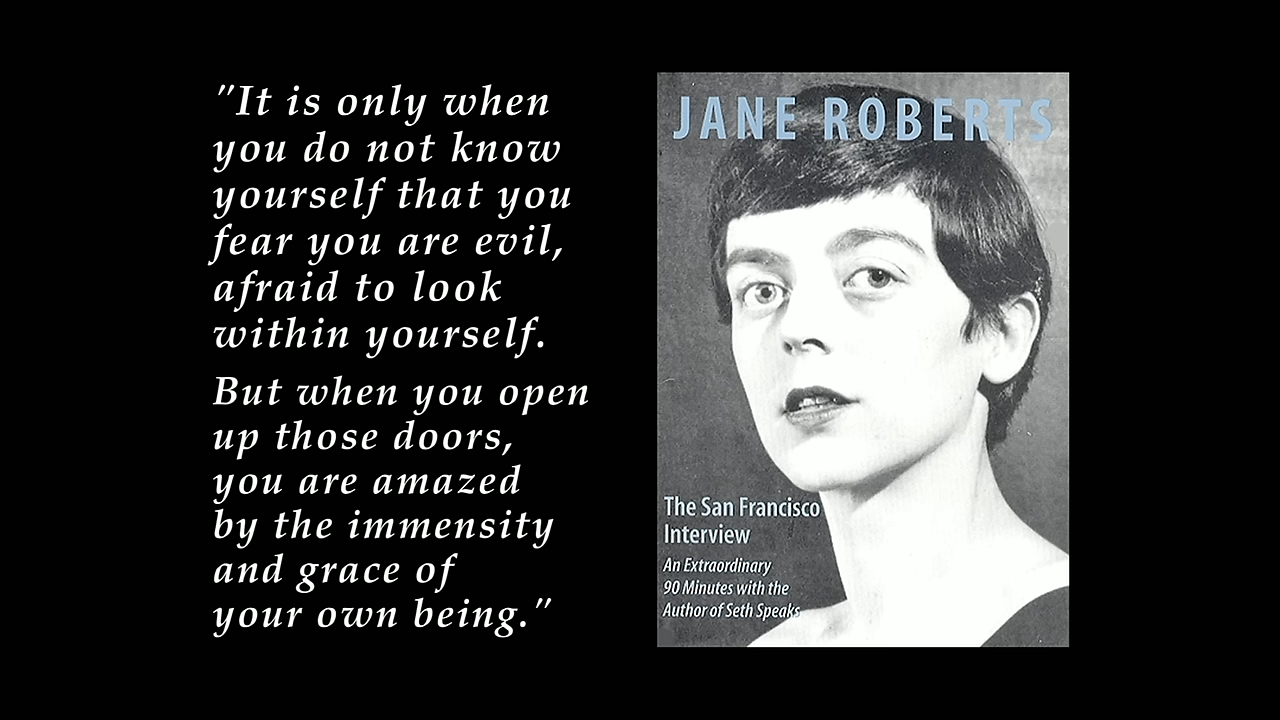 "It is only when
you do not know
yourself that you
fear you are evil,
afraid to look
within yourself.
But when you open
up those doors,
you are amazed
by the immensity
and grace of
your own being."
JANE ROBERTS
The San Francisco
Interview
An Extraordinary
90 Minutes with the
Author of Seth Speaks